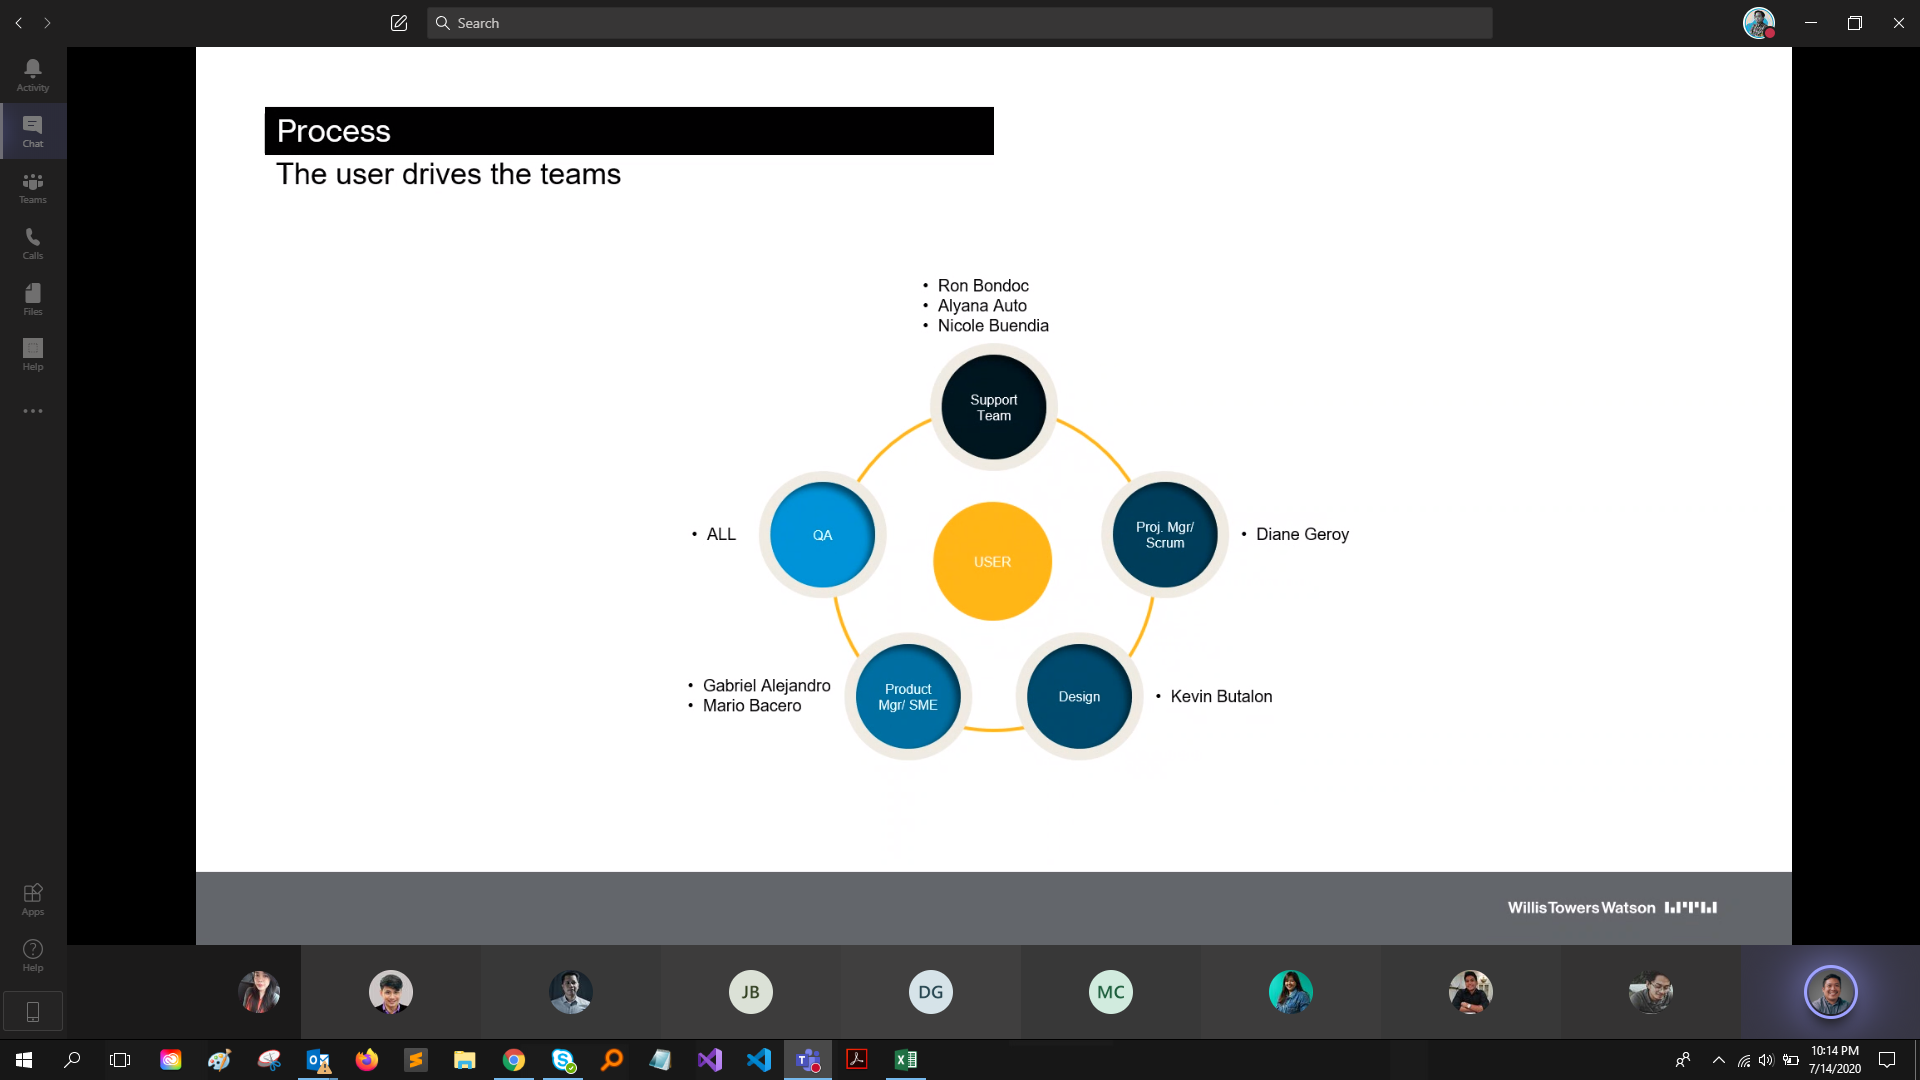 Search
Activity
Chat
Teams
Calls
Files
Help
Apps
Help
Process
The user drives the teams
• Ron Bondoc
• Alyana Auto
• Nicole Buendia
Support
Team
• ALL
QA
USER
Proj. Mgr/
Scrum
• Diane Geroy
• Gabriel Alejandro
• Mario Bacero
Product
Mgr/ SME
Design
• Kevin Butalon
WillisTowersWatson
JB
DG
MC
10:14 PM
7/14/2020